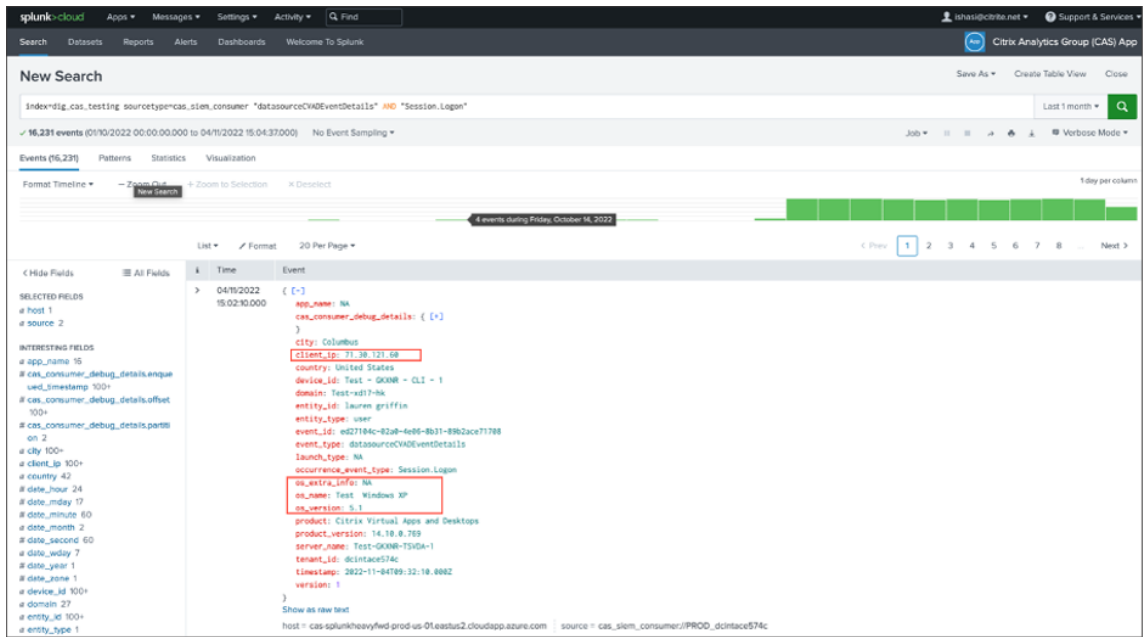 splunk>cloud Apps ▾ Messages ▾ Settings ▾ Activity ▾ Find ishasi@citrite.net ▾ Support & Services ▾
Search Datasets Reports Alerts Dashboards Welcome To Splunk App Citrix Analytics Group (CAS) App
New Search Save As ▾ Create Table View Close
index=dig_cas_testing sourcetype=cas_siem_consumer "datasourceCVADEventDetails" AND "Session.Logon" Last 1 month ▾
✓ 16,231 events (01/10/2022 00:00:00.000 to 04/11/2022 15:04:37.000) No Event Sampling ▾ Job ▾ Verbose Mode ▾
Events (16,231) Patterns Statistics Visualization
Format Timeline ▾ – Zoom Out + Zoom to Selection × Deselect 1 day per column
New Search
4 events during Friday, October 14, 2022
List ▾ Format 20 Per Page ▾ < Prev 1 2 3 4 5 6 7 8 ... Next >
< Hide Fields All Fields i Time Event
SELECTED FIELDS
a host 1
a source 2
INTERESTING FIELDS
a app_name 16
# cas_consumer_debug_details.enque
ued_timestamp 100+
# cas_consumer_debug_details.offset
100+
# cas_consumer_debug_details.partiti
on 2
a city 100+
a client_ip 100+
a country 42
# date_hour 24
# date_mday 17
# date_minute 60
a date_month 2
# date_second 60
a date_wday 7
# date_year 1
# date_zone 1
a device_id 100+
a domain 27
a entity_id 100+
a entity_type 1
> 04/11/2022
15:02:10.000
{ [-]
app_name: NA
cas_consumer_debug_details: { [+]
}
city: Columbus
client_ip: 71.30.121.60
country: United States
device_id: Test - GKXNR - CLI - 1
domain: Test-xd17-hk
entity_id: lauren griffin
entity_type: user
event_id: ed27104c-02a0-4e06-8b31-89b2ace71708
event_type: datasourceCVADEventDetails
launch_type: NA
occurrence_event_type: Session.Logon
os_extra_info: NA
os_name: Test Windows XP
os_version: 5.1
product: Citrix Virtual Apps and Desktops
product_version: 14.10.0.769
server_name: Test-GKXNR-TSVDA-1
tenant_id: dcintace574c
timestamp: 2022-11-04T09:32:10.000Z
version: 1
}
Show as raw text
host = cas-splunkheavyfwd-prod-us-01.eastus2.cloudapp.azure.com source = cas_siem_consumer://PROD_dcintace574c